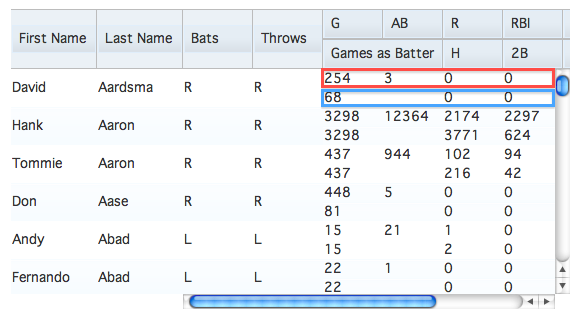 First Name Last Name Bats Throws G AB R RBI
Games as Batter H 2B
David Aardsma R R 254 3 0 0
68 0 0
Hank Aaron R R 3298 12364 2174 2297
3298 3771 624
Tommie Aaron R R 437 944 102 94
437 216 42
Don Aase R R 448 5 0 0
81 0 0
Andy Abad L L 15 21 1 0
15 2 0
Fernando Abad L L 22 1 0 0
22 0 0